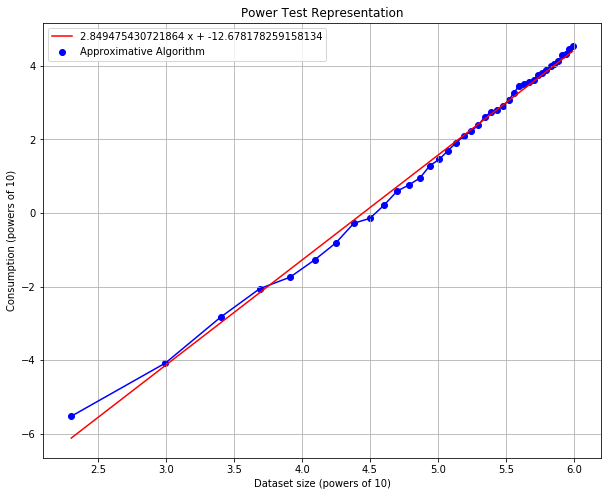 Power Test Representation
2.849475430721864 x + -12.678178259158134
Approximative Algorithm
Consumption (powers of 10)
4
2
0
−2
−4
−6
2.5 3.0 3.5 4.0 4.5 5.0 5.5 6.0
Dataset size (powers of 10)